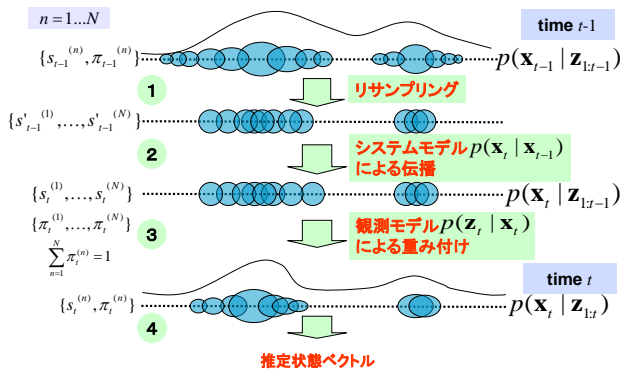 n = 1...N
time t-1
{s_{t-1}^{(n)}, π_{t-1}^{(n)}}
p(x_{t-1} | z_{1:t-1})
1
リサンプリング
{s'_{t-1}^{(1)},...,s'_{t-1}^{(N)}}
2
システムモデル p(x_t | x_{t-1})
による伝播
{s_t^{(1)},...,s_t^{(N)}}
p(x_t | z_{1:t-1})
{π_t^{(1)},...,π_t^{(N)}}
3
観測モデル p(z_t | x_t)
による重み付け
∑_{n=1}^{N} π_t^{(n)} = 1
time t
{s_t^{(n)}, π_t^{(n)}}
p(x_t | z_{1:t})
4
推定状態ベクトル